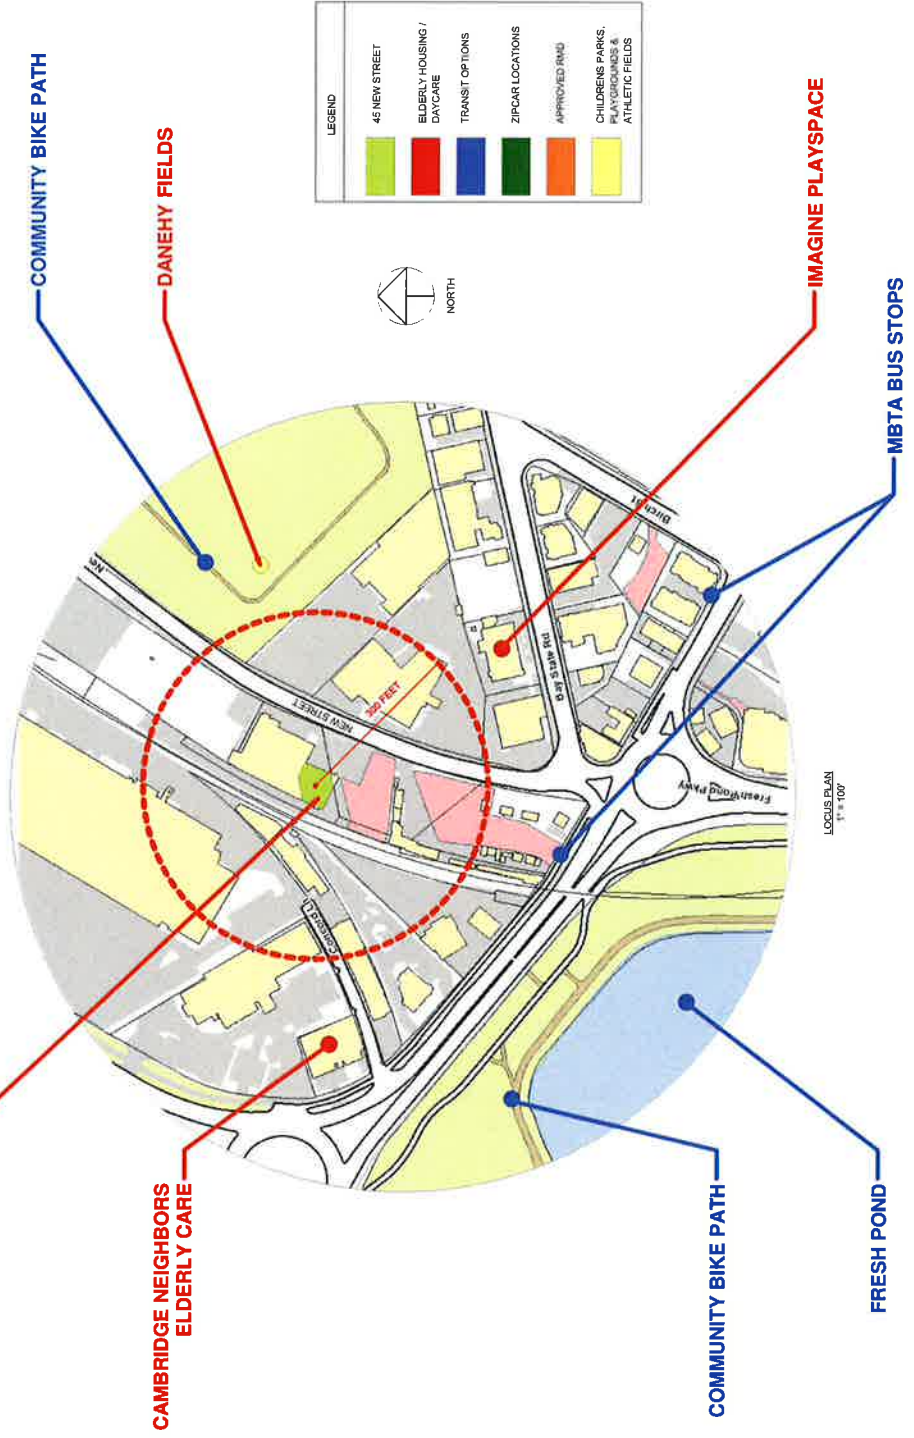 COMMUNITY BIKE PATH
DANEHY FIELDS
LEGEND
45 NEW STREET
ELDERLY HOUSING /
DAYCARE
TRANSIT OPTIONS
ZIPCAR LOCATIONS
APPROVED RMD
CHILDRENS PARKS,
PLAYGROUNDS &
ATHLETIC FIELDS
NORTH
IMAGINE PLAYSPACE
MBTA BUS STOPS
Birch St
Bay State Rd
NEW STREET
300 FEET
Concord Ln
Fresh Pond Pkwy
LOCUS PLAN
1" = 100'
CAMBRIDGE NEIGHBORS
ELDERLY CARE
COMMUNITY BIKE PATH
FRESH POND